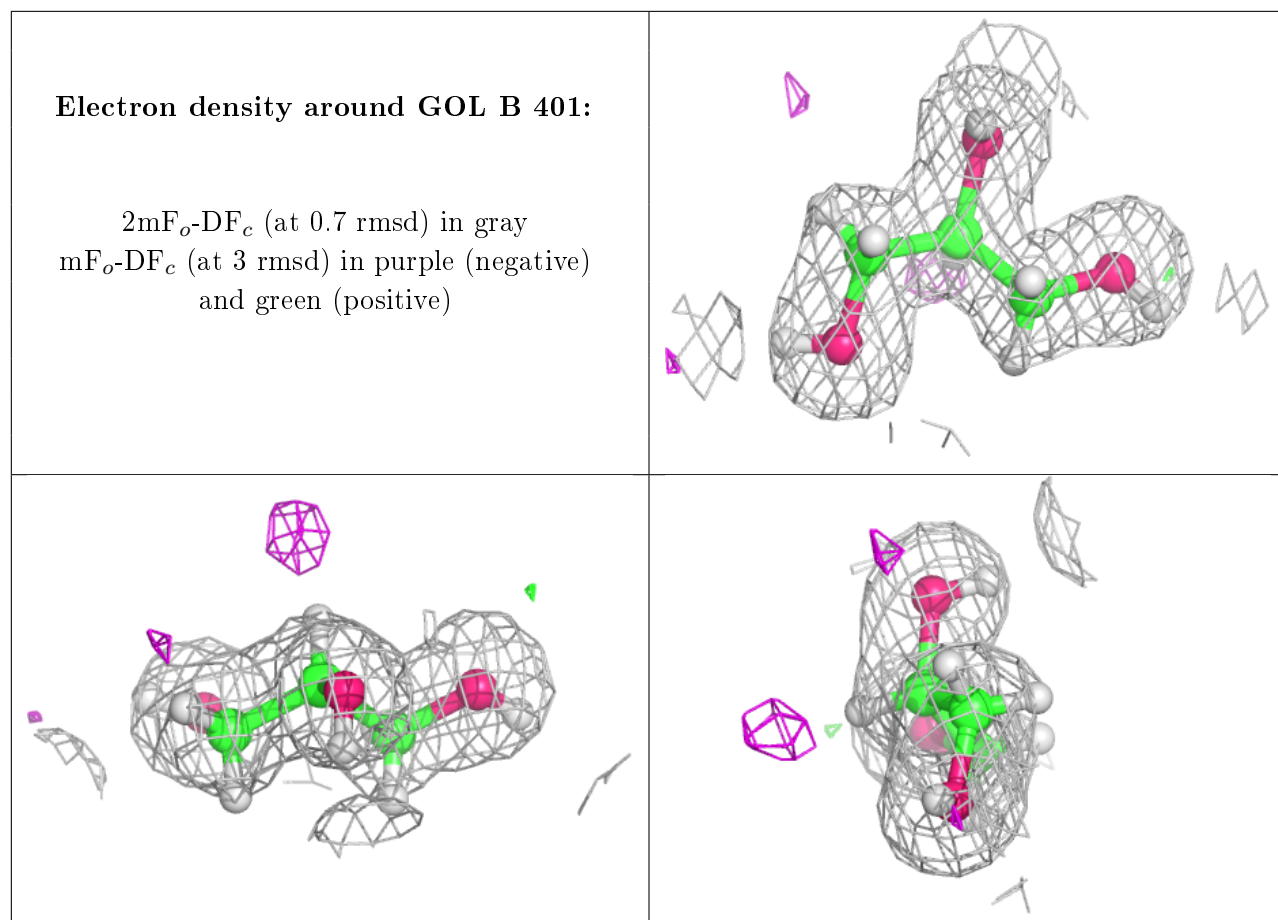 Electron density around GOL B 401:
2mFₒ-DF𝒸 (at 0.7 rmsd) in gray
mFₒ-DF𝒸 (at 3 rmsd) in purple (negative)
and green (positive)